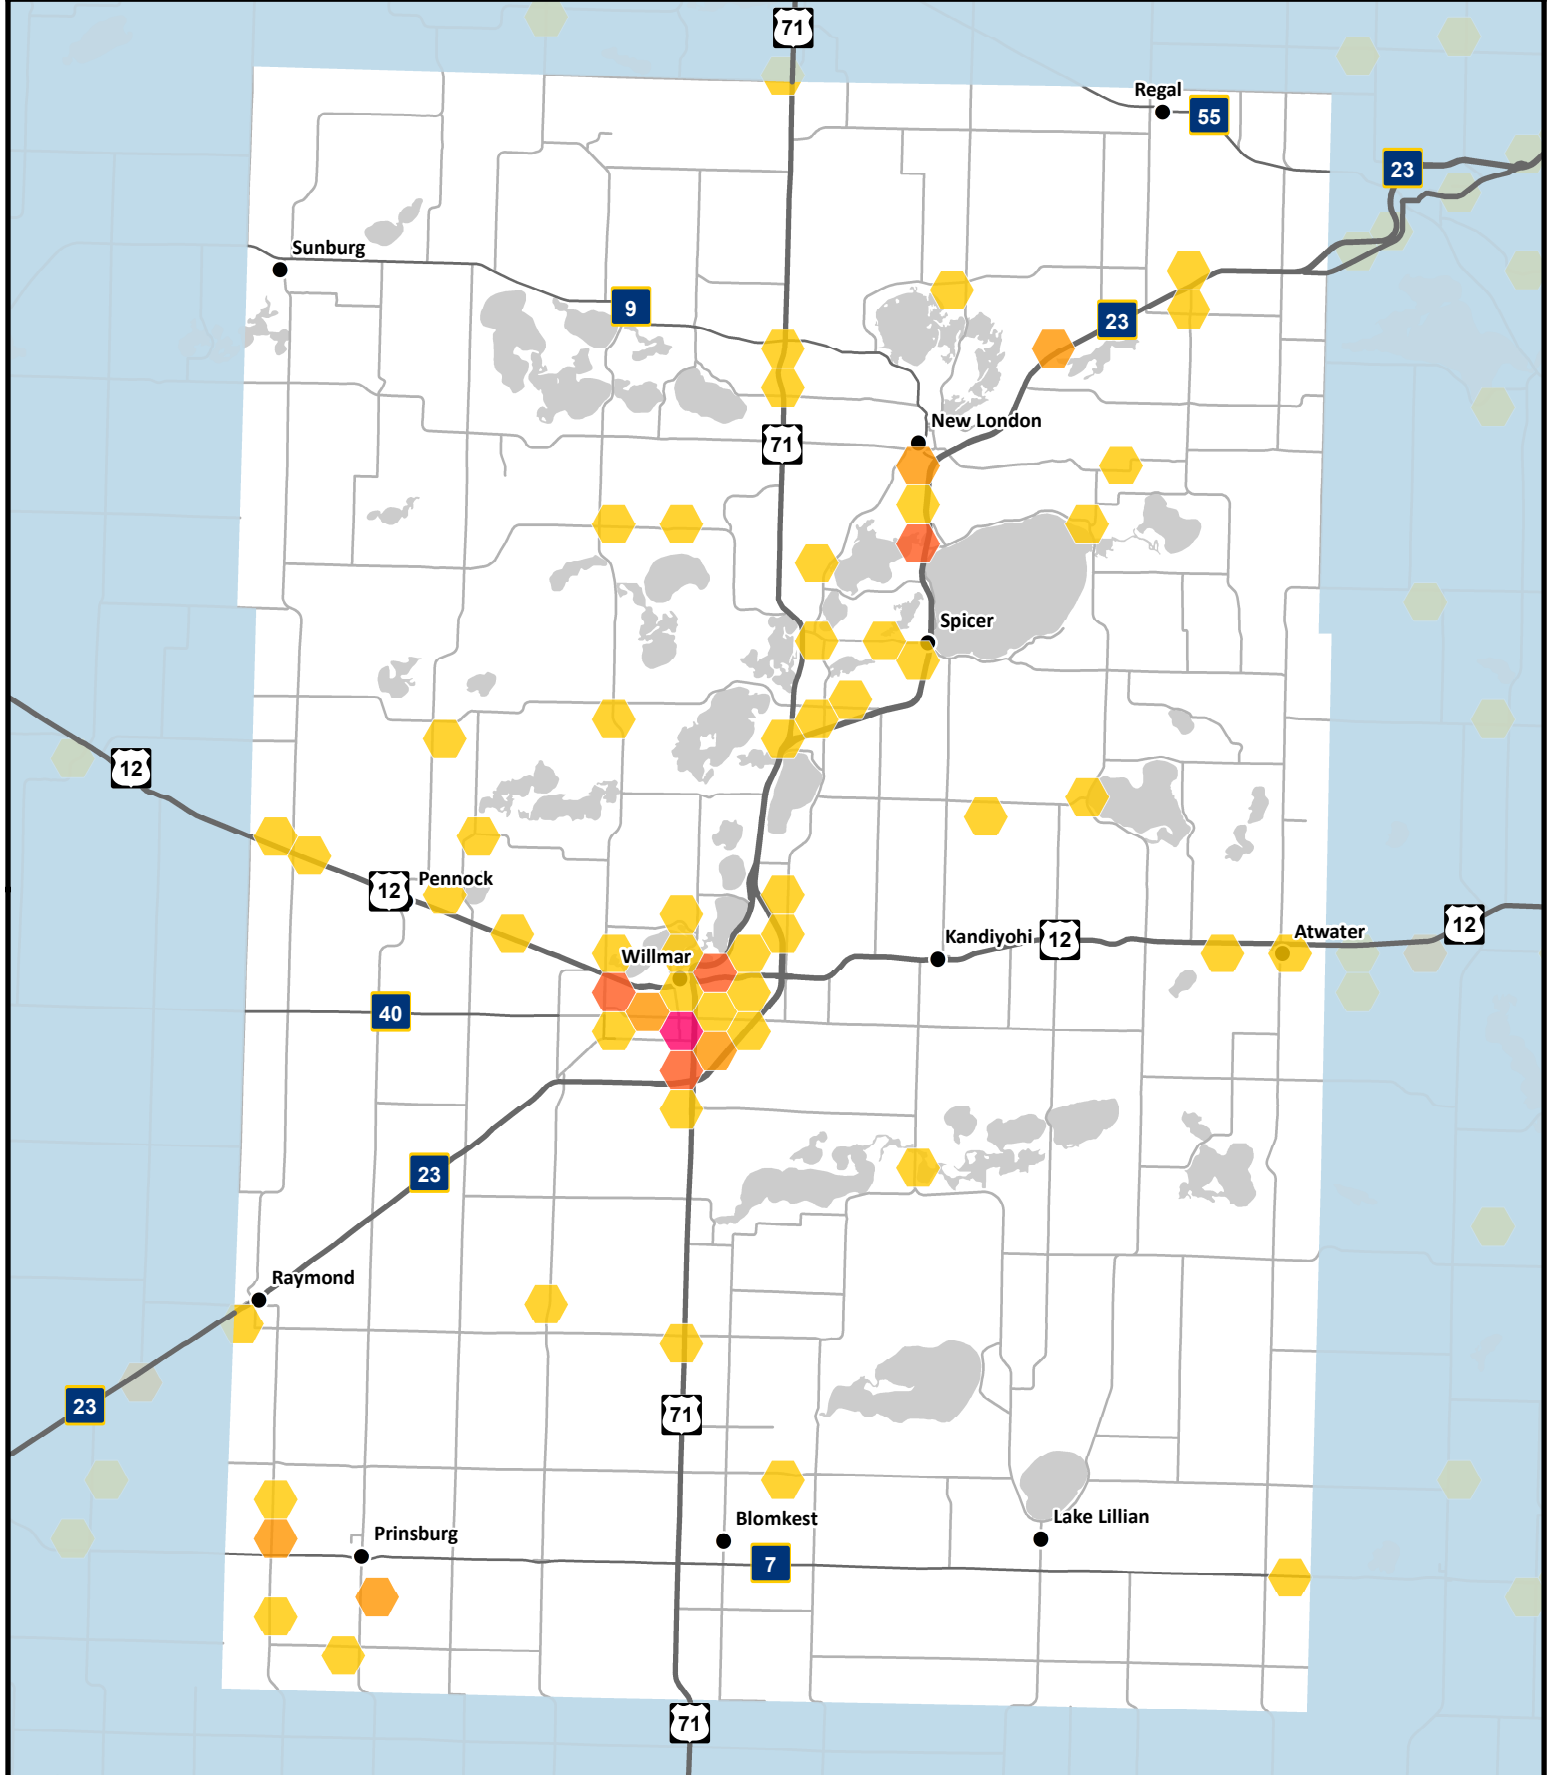 71
Regal
55
23
Sunburg
9
23
New London
71
Spicer
12
Pennock
12
Willmar
Kandiyohi
12
Atwater
12
40
23
Raymond
23
71
Blomkest
Lake Lillian
Prinsburg
7
71